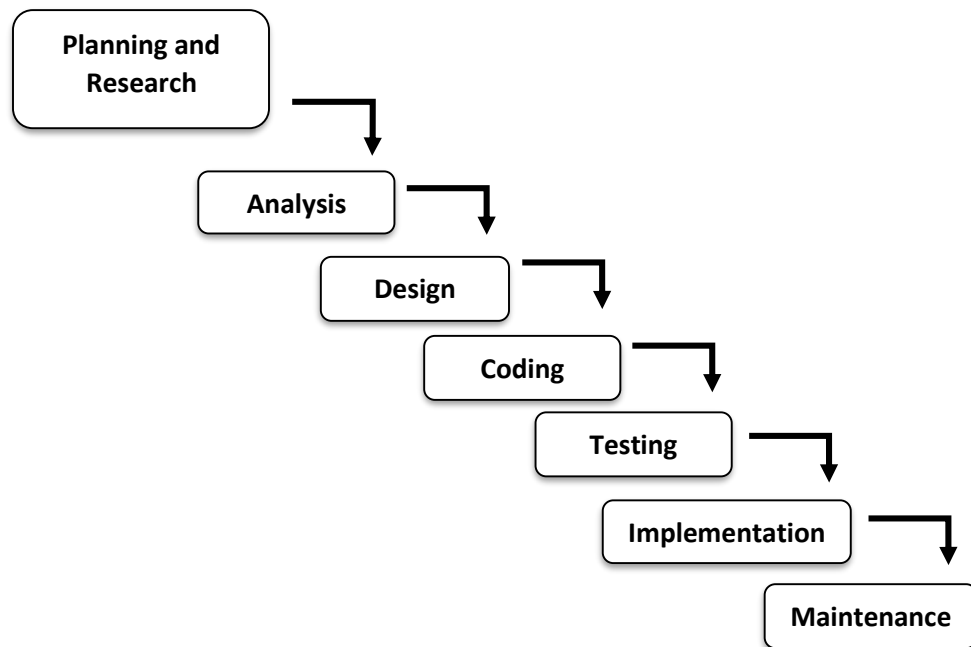 Planning and
Research
Analysis
Design
Coding
Testing
Implementation
Maintenance